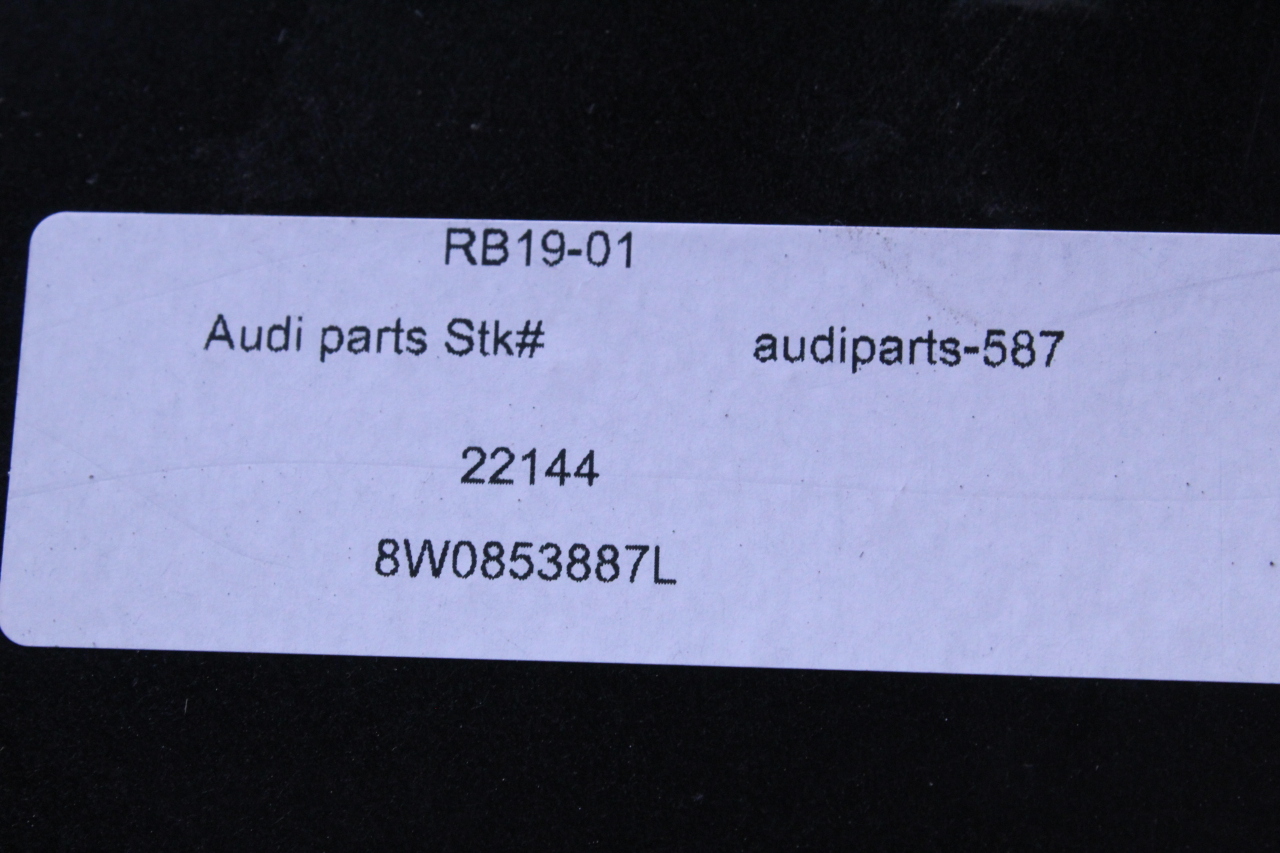 RB19-01
Audi parts Stk# audiparts-587
22144
8W0853887L